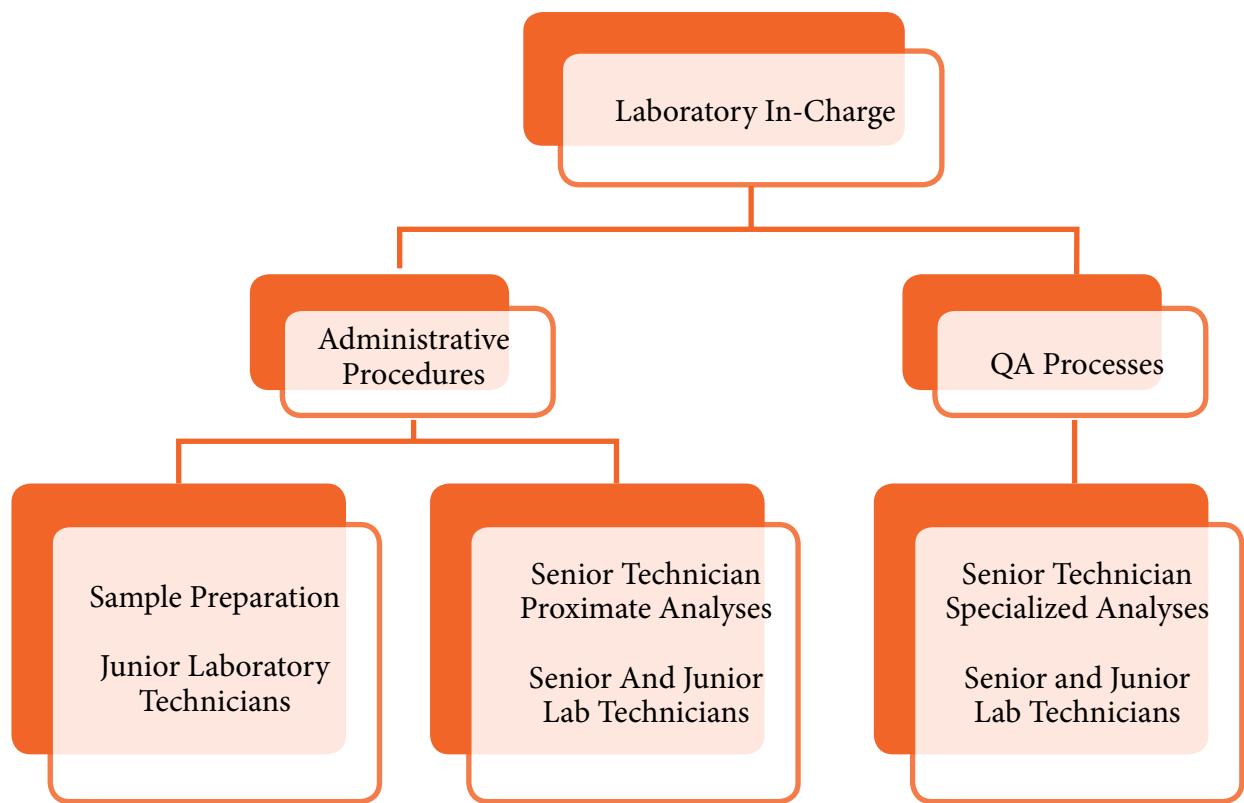 Laboratory In-Charge
Administrative
Procedures
QA Processes
Sample Preparation
Junior Laboratory
Technicians
Senior Technician
Proximate Analyses
Senior And Junior
Lab Technicians
Senior Technician
Specialized Analyses
Senior and Junior
Lab Technicians